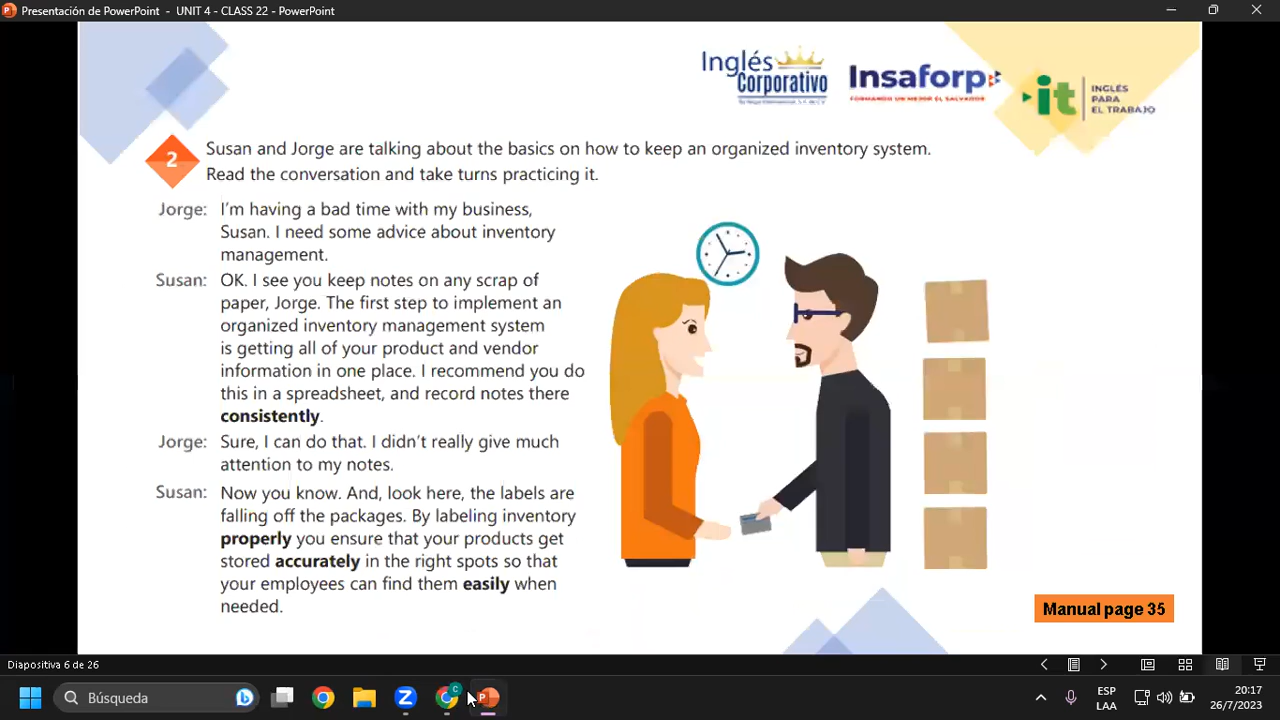 Presentación de PowerPoint - UNIT 4 - CLASS 22 - PowerPoint
Inglés
Corporativo
Insaforp
FORMANDO UN MEJOR EL SALVADOR
it
INGLÉS
PARA
EL TRABAJO
2
Susan and Jorge are talking about the basics on how to keep an organized inventory system.
Read the conversation and take turns practicing it.
Jorge: I'm having a bad time with my business,
Susan. I need some advice about inventory
management.
Susan: OK. I see you keep notes on any scrap of
paper, Jorge. The first step to implement an
organized inventory management system
is getting all of your product and vendor
information in one place. I recommend you do
this in a spreadsheet, and record notes there
consistently.
Jorge: Sure, I can do that. I didn't really give much
attention to my notes.
Susan: Now you know. And, look here, the labels are
falling off the packages. By labeling inventory
properly you ensure that your products get
stored accurately in the right spots so that
your employees can find them easily when
needed.
Manual page 35
Diapositiva 6 de 26
Búsqueda
C
ESP
LAA
20:17
26/7/2023